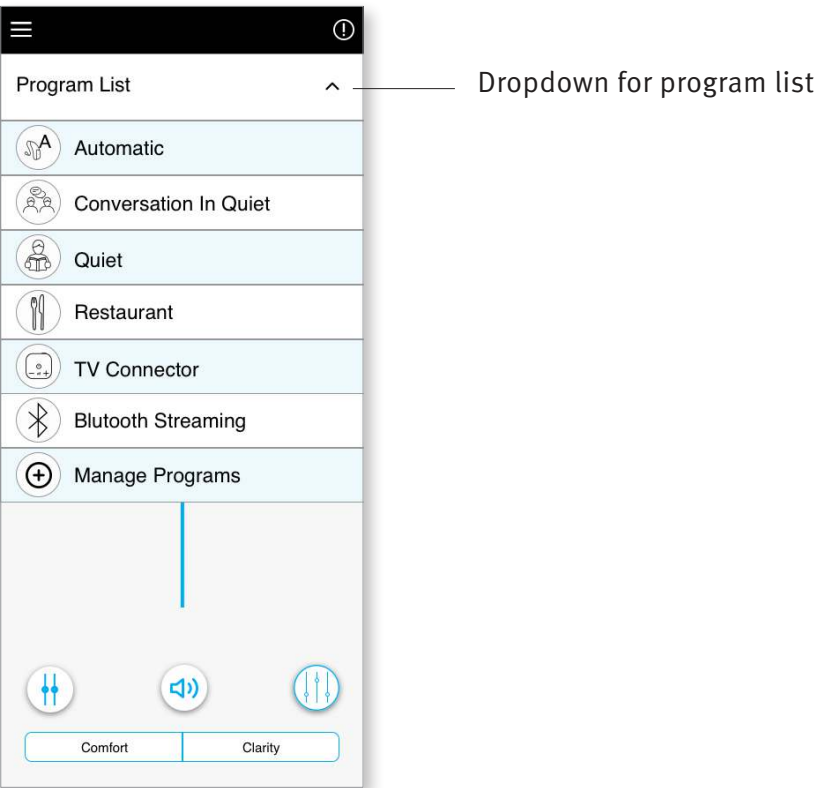 Program List
Dropdown for program list
A
Automatic
Conversation In Quiet
Quiet
Restaurant
TV Connector
Blutooth Streaming
Manage Programs
Comfort
Clarity